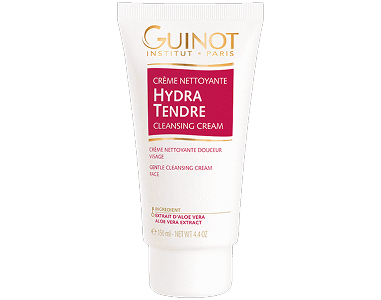 GUINOT
INSTITUT • PARIS
CRÈME NETTOYANTE
HYDRA
TENDRE
CLEANSING CREAM
CRÈME NETTOYANTE DOUCEUR
VISAGE
GENTLE CLEANSING CREAM
FACE
INGREDIENT
EXTRAIT D'ALOE VERA
ALOE VERA EXTRACT
150 ml - NET WT 4.4 OZ